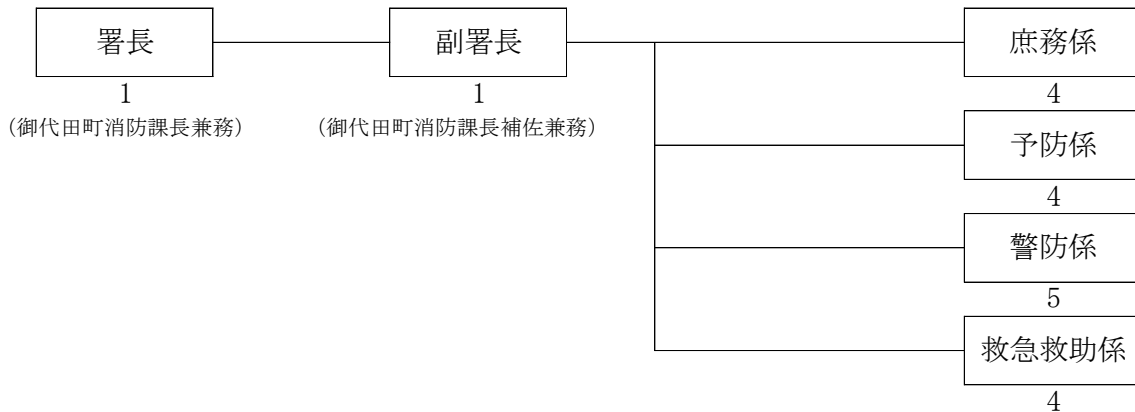 署長
1
(御代田町消防課長兼務)
副署長
1
(御代田町消防課長補佐兼務)
庶務係
4
予防係
4
警防係
5
救急救助係
4